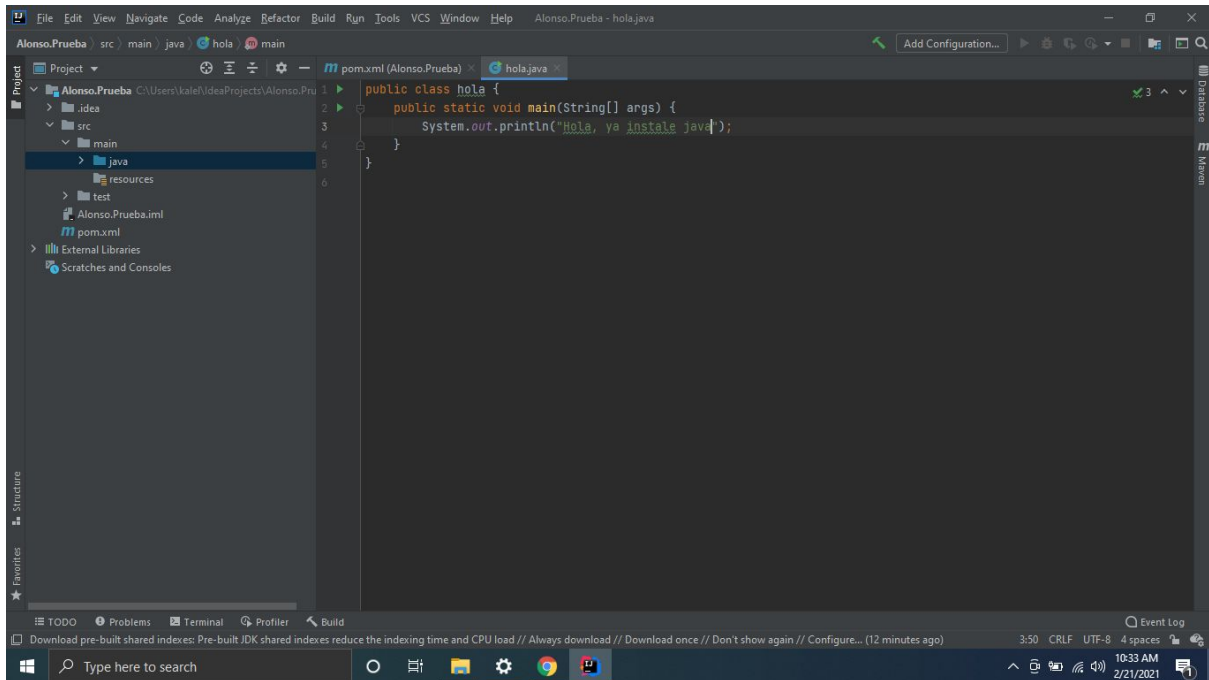 File Edit View Navigate Code Analyze Refactor Build Run Tools VCS Window Help Alonso.Prueba - hola.java
Alonso.Prueba src main java hola main
Add Configuration...
Project
Project
pom.xml (Alonso.Prueba)
hola.java
Alonso.Prueba C:\Users\kalel\IdeaProjects\Alonso.Pru
.idea
src
main
java
resources
test
Alonso.Prueba.iml
pom.xml
External Libraries
Scratches and Consoles
1 public class hola {
2 public static void main(String[] args) {
3 System.out.println("Hola, ya instale java");
4 }
5 }
6
3
Database
Maven
Structure
Favorites
TODO Problems Terminal Profiler Build
Event Log
Download pre-built shared indexes: Pre-built JDK shared indexes reduce the indexing time and CPU load // Always download // Download once // Don't show again // Configure... (12 minutes ago)
3:50 CRLF UTF-8 4 spaces
Type here to search
10:33 AM
2/21/2021
1